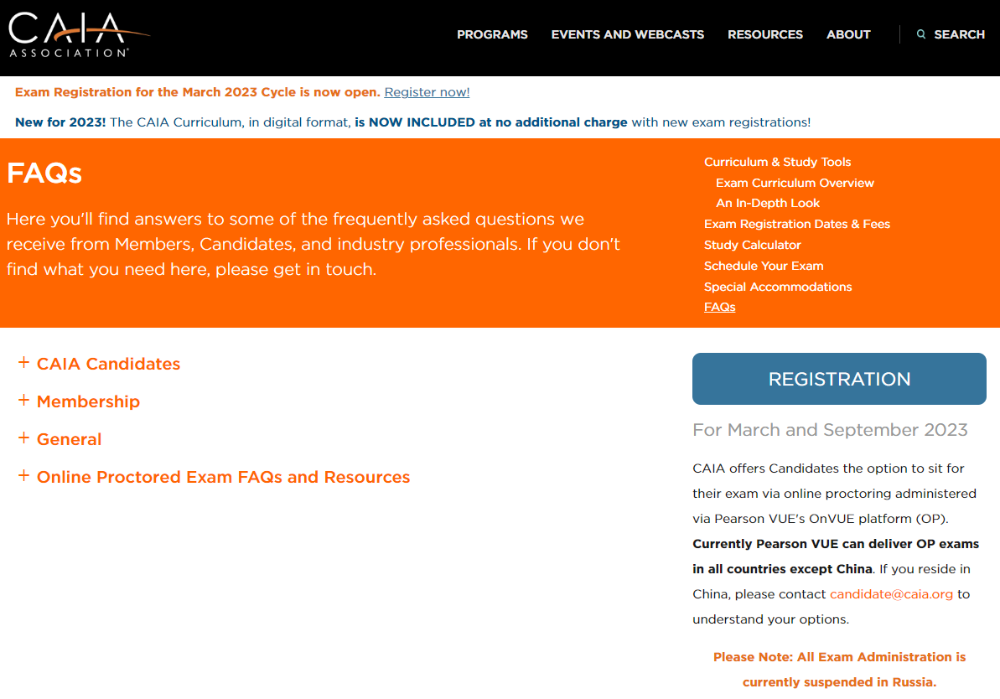 CAIA
ASSOCIATION®
PROGRAMS EVENTS AND WEBCASTS RESOURCES ABOUT SEARCH
Exam Registration for the March 2023 Cycle is now open. Register now!
New for 2023! The CAIA Curriculum, in digital format, is NOW INCLUDED at no additional charge with new exam registrations!
FAQs
Here you'll find answers to some of the frequently asked questions we
receive from Members, Candidates, and industry professionals. If you don't
find what you need here, please get in touch.
Curriculum & Study Tools
Exam Curriculum Overview
An In-Depth Look
Exam Registration Dates & Fees
Study Calculator
Schedule Your Exam
Special Accommodations
FAQs
+ CAIA Candidates
+ Membership
+ General
+ Online Proctored Exam FAQs and Resources
REGISTRATION
For March and September 2023
CAIA offers Candidates the option to sit for
their exam via online proctoring administered
via Pearson VUE's OnVUE platform (OP).
Currently Pearson VUE can deliver OP exams
in all countries except China. If you reside in
China, please contact candidate@caia.org to
understand your options.
Please Note: All Exam Administration is
currently suspended in Russia.